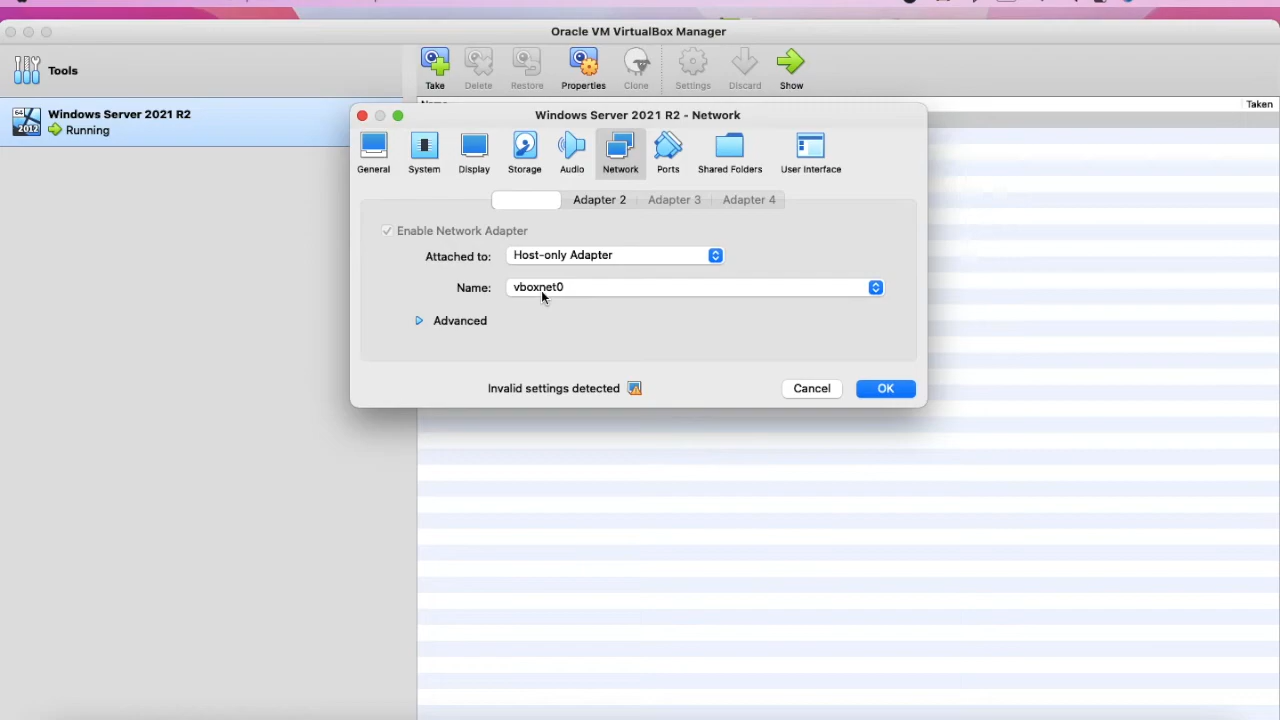 Oracle VM VirtualBox Manager
Tools
Take
Delete
Restore
Properties
Clone
Settings
Discard
Show
Taken
64
2012
Windows Server 2021 R2
Running
Windows Server 2021 R2 - Network
General
System
Display
Storage
Audio
Network
Ports
Shared Folders
User Interface
Adapter 2
Adapter 3
Adapter 4
Enable Network Adapter
Attached to: Host-only Adapter
Name: vboxnet0
Advanced
Invalid settings detected
Cancel
OK